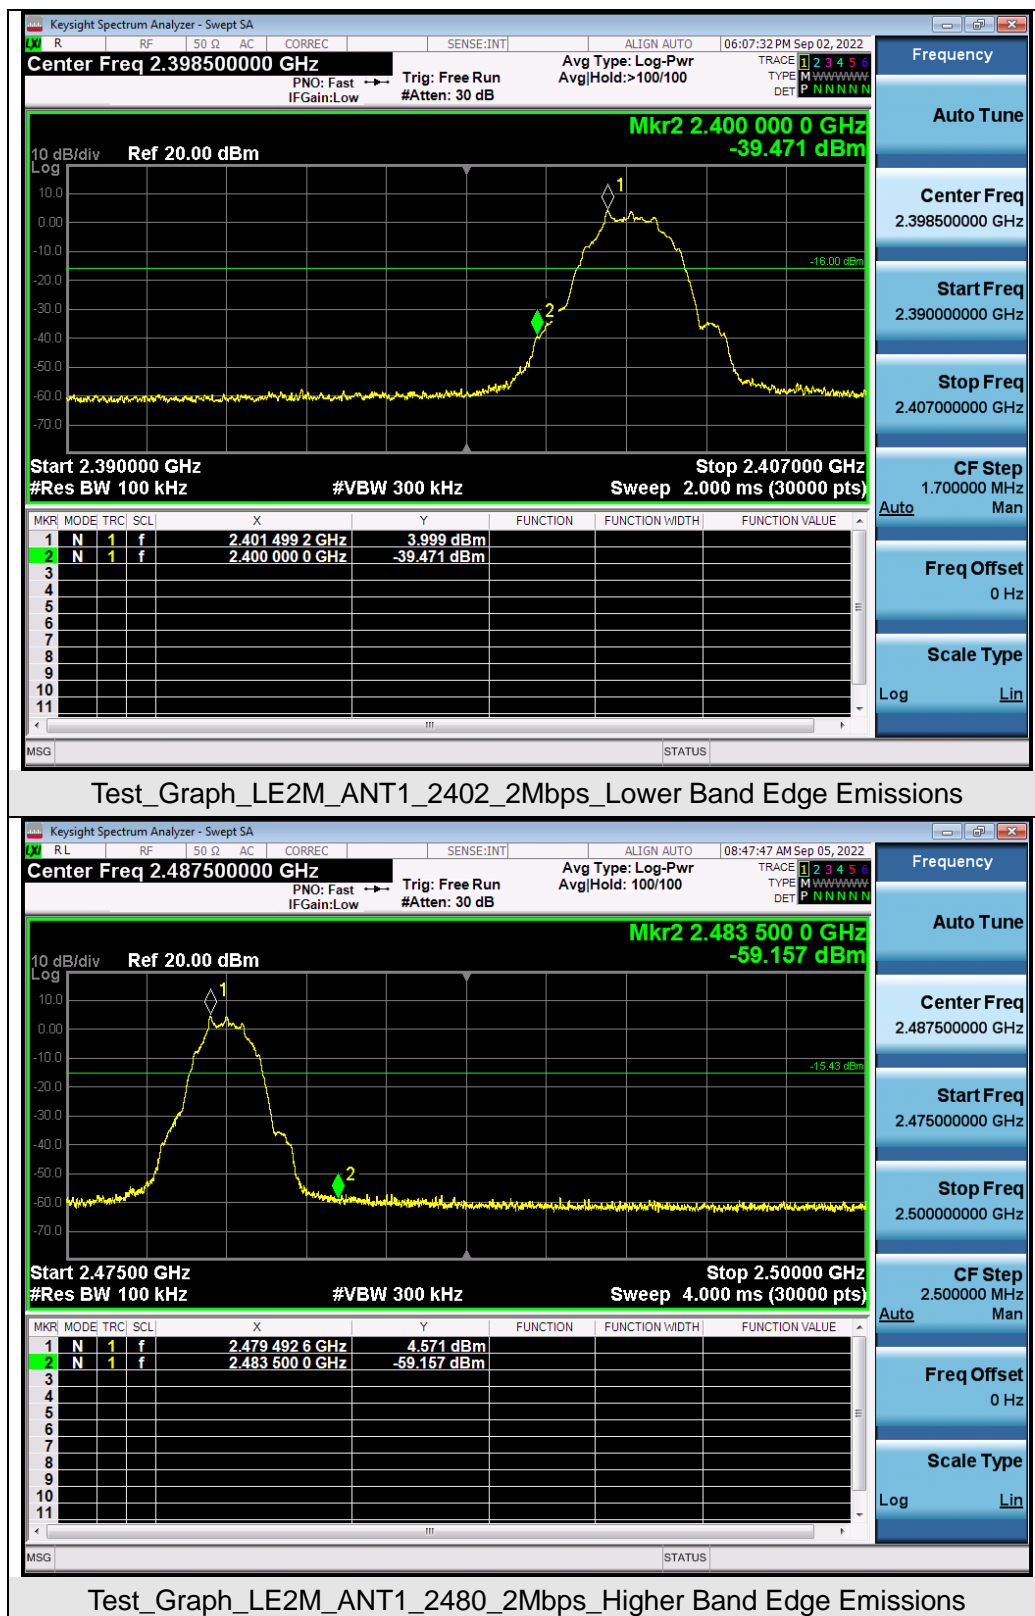 Keysight Spectrum Analyzer - Swept SA
LXI R RF 50 Ω AC CORREC SENSE:INT ALIGN AUTO 06:07:32 PM Sep 02, 2022
Center Freq 2.398500000 GHz
PNO: Fast
IFGain:Low
Trig: Free Run
#Atten: 30 dB
Avg Type: Log-Pwr
Avg|Hold:>100/100
TRACE 1 2 3 4 5 6
TYPE M WWWWW
DET P N N N N N
Mkr2 2.400 000 0 GHz
-39.471 dBm
10 dB/div Ref 20.00 dBm
Log
10.0
0.00
-10.0
-20.0
-30.0
-40.0
-50.0
-60.0
-70.0
1
2
-16.00 dBm
Start 2.390000 GHz Stop 2.407000 GHz
#Res BW 100 kHz #VBW 300 kHz Sweep 2.000 ms (30000 pts)
MKR MODE TRC SCL X Y FUNCTION FUNCTION WIDTH FUNCTION VALUE
1 N 1 f 2.401 499 2 GHz 3.999 dBm
2 N 1 f 2.400 000 0 GHz -39.471 dBm
3
4
5
6
7
8
9
10
11
MSG STATUS
Frequency
Auto Tune
Center Freq
2.398500000 GHz
Start Freq
2.390000000 GHz
Stop Freq
2.407000000 GHz
CF Step
1.700000 MHz
Auto Man
Freq Offset
0 Hz
Scale Type
Log Lin
Test_Graph_LE2M_ANT1_2402_2Mbps_Lower Band Edge Emissions
Keysight Spectrum Analyzer - Swept SA
LXI RL RF 50 Ω AC CORREC SENSE:INT ALIGN AUTO 08:47:47 AM Sep 05, 2022
Center Freq 2.487500000 GHz
PNO: Fast
IFGain:Low
Trig: Free Run
#Atten: 30 dB
Avg Type: Log-Pwr
Avg|Hold: 100/100
TRACE 1 2 3 4 5 6
TYPE M WWWWW
DET P N N N N N
Mkr2 2.483 500 0 GHz
-59.157 dBm
10 dB/div Ref 20.00 dBm
Log
10.0
0.00
-10.0
-20.0
-30.0
-40.0
-50.0
-60.0
-70.0
1
2
-15.43 dBm
Start 2.47500 GHz Stop 2.50000 GHz
#Res BW 100 kHz #VBW 300 kHz Sweep 4.000 ms (30000 pts)
MKR MODE TRC SCL X Y FUNCTION FUNCTION WIDTH FUNCTION VALUE
1 N 1 f 2.479 492 6 GHz 4.571 dBm
2 N 1 f 2.483 500 0 GHz -59.157 dBm
3
4
5
6
7
8
9
10
11
MSG STATUS
Frequency
Auto Tune
Center Freq
2.487500000 GHz
Start Freq
2.475000000 GHz
Stop Freq
2.500000000 GHz
CF Step
2.500000 MHz
Auto Man
Freq Offset
0 Hz
Scale Type
Log Lin
Test_Graph_LE2M_ANT1_2480_2Mbps_Higher Band Edge Emissions